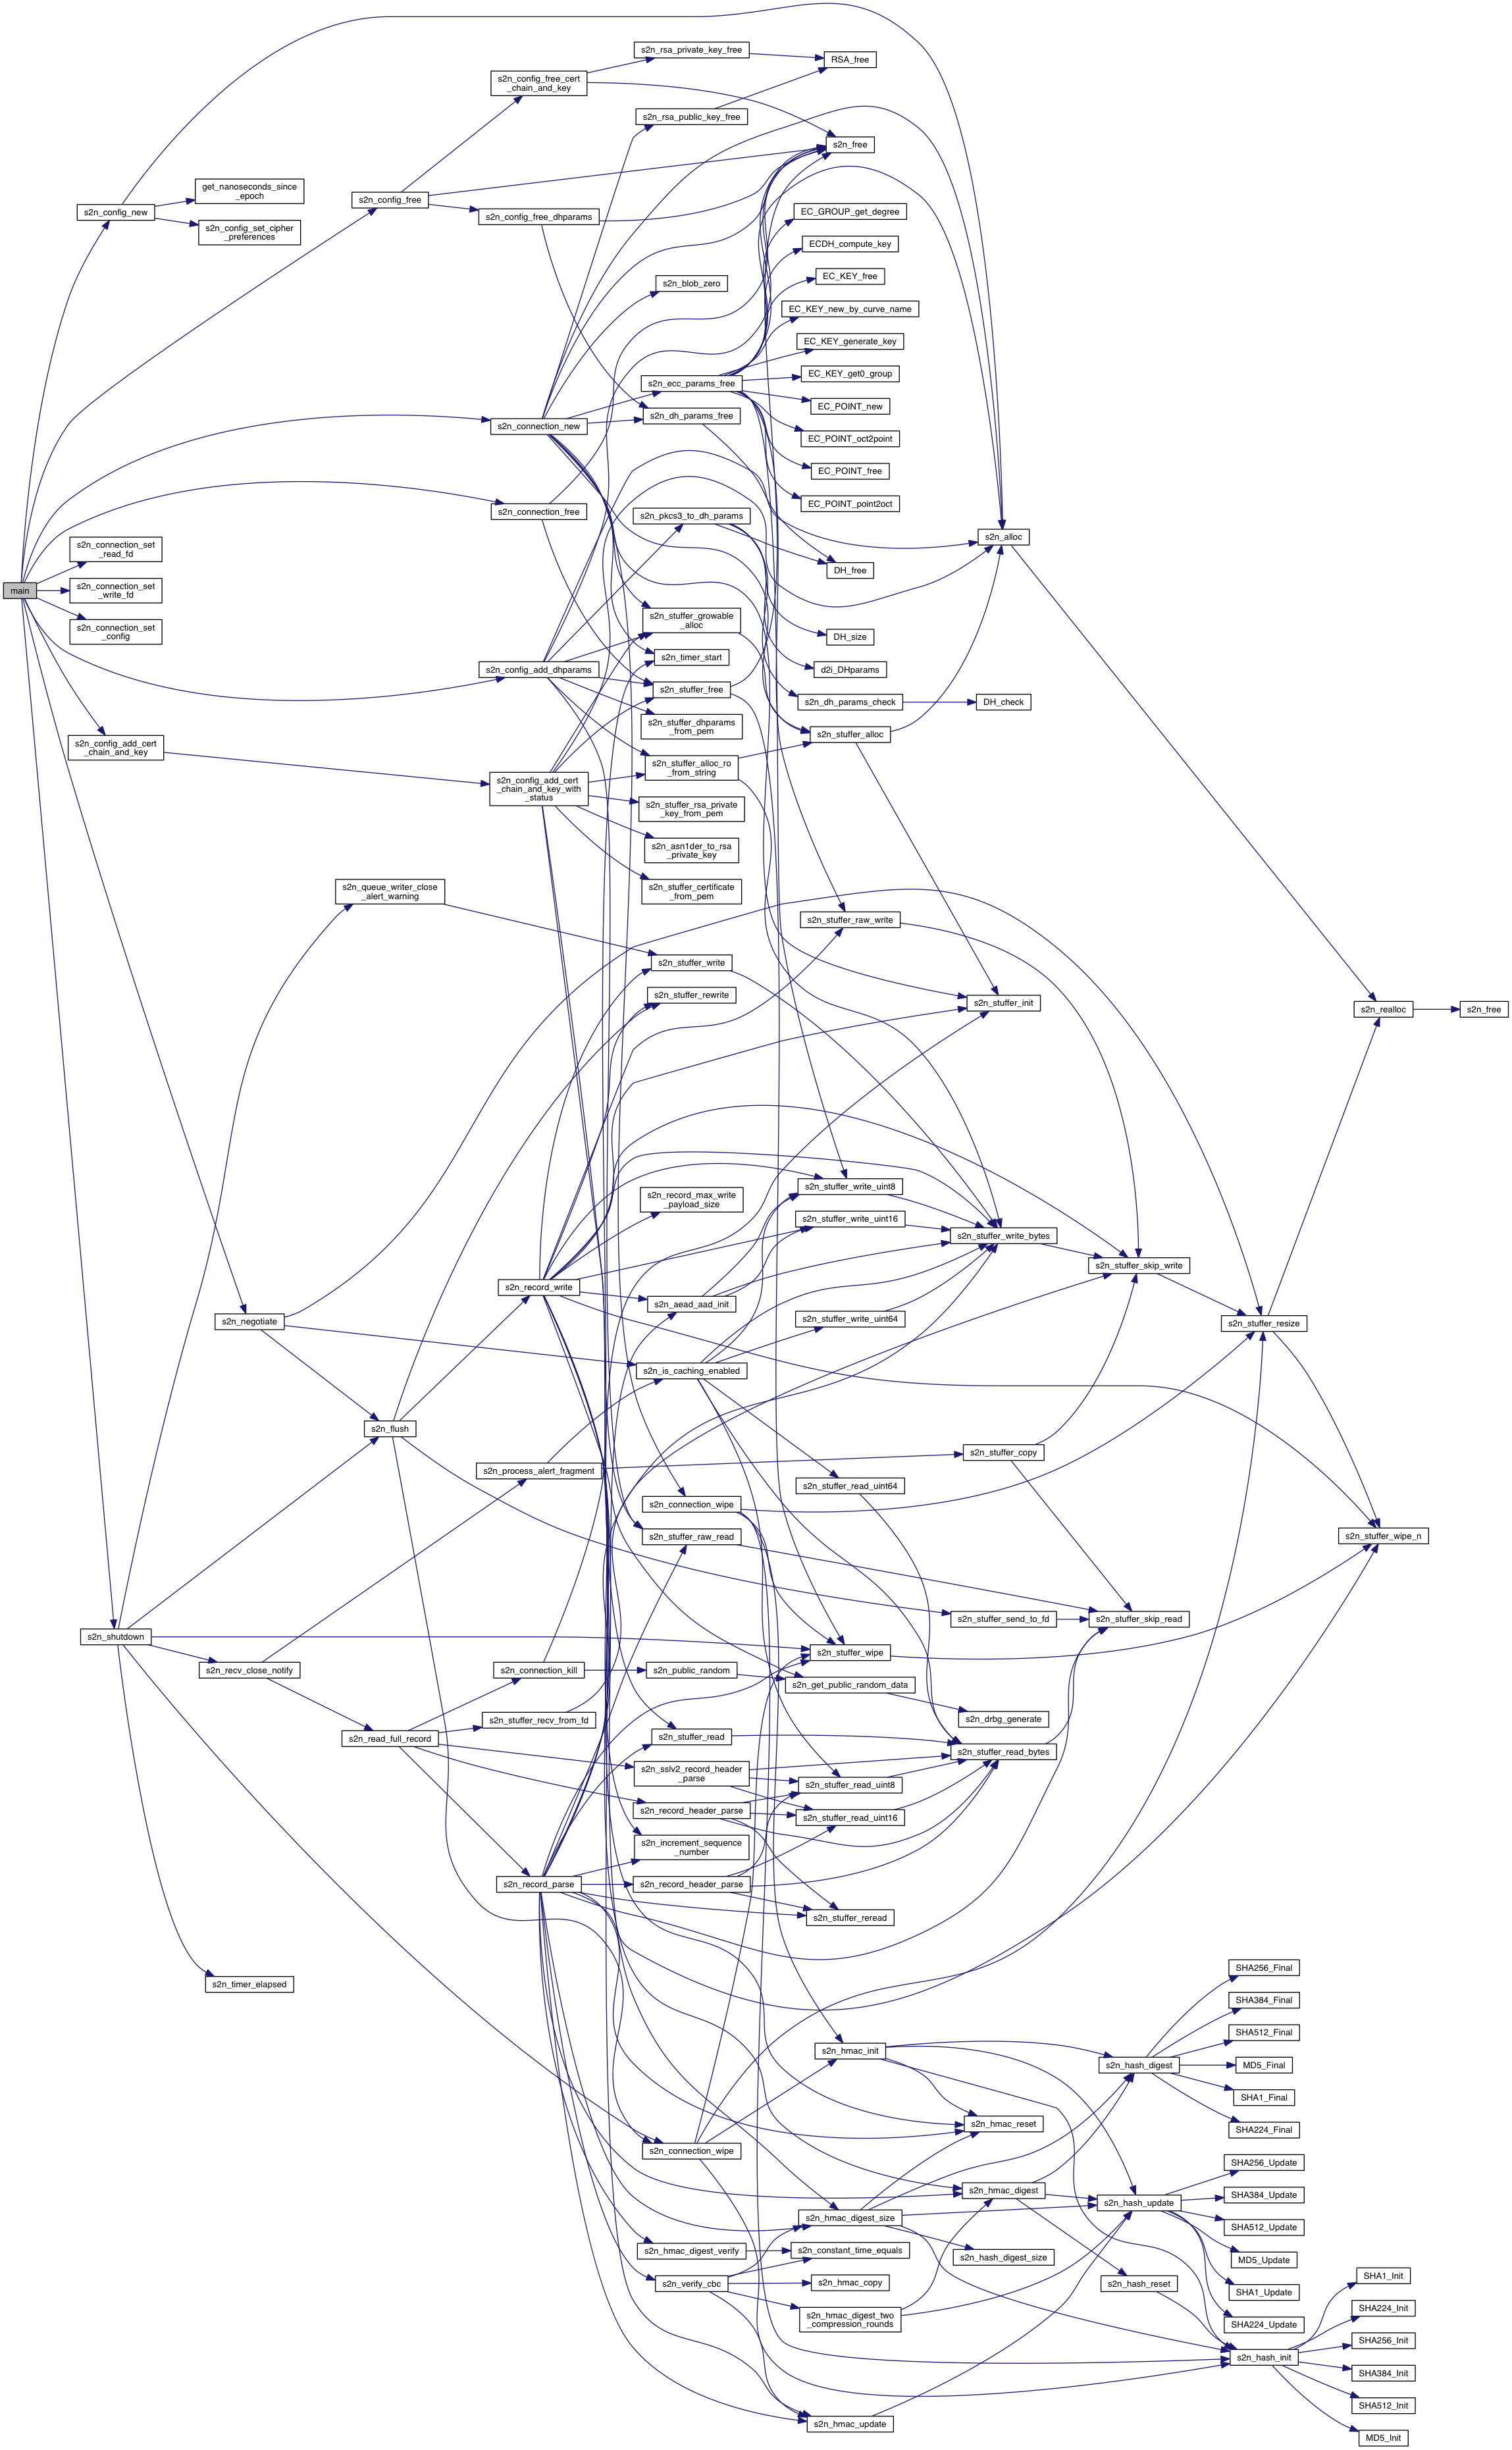 s2n_rsa_private_key_free
RSA_free
s2n_config_free_cert
_chain_and_key
s2n_rsa_public_key_free
s2n_free
get_nanoseconds_since
_epoch
s2n_config_free
s2n_config_new
s2n_config_free_dhparams
EC_GROUP_get_degree
s2n_config_set_cipher
_preferences
ECDH_compute_key
EC_KEY_free
s2n_blob_zero
EC_KEY_new_by_curve_name
EC_KEY_generate_key
EC_KEY_get0_group
s2n_ecc_params_free
EC_POINT_new
s2n_dh_params_free
s2n_connection_new
EC_POINT_oct2point
EC_POINT_free
EC_POINT_point2oct
s2n_connection_free
s2n_pkcs3_to_dh_params
s2n_alloc
s2n_connection_set
_read_fd
DH_free
main
s2n_connection_set
_write_fd
s2n_stuffer_growable
_alloc
s2n_connection_set
_config
DH_size
s2n_timer_start
s2n_config_add_dhparams
d2i_DHparams
s2n_stuffer_free
s2n_dh_params_check
DH_check
s2n_stuffer_dhparams
_from_pem
s2n_stuffer_alloc
s2n_config_add_cert
_chain_and_key
s2n_stuffer_alloc_ro
_from_string
s2n_config_add_cert
_chain_and_key_with
_status
s2n_stuffer_rsa_private
_key_from_pem
s2n_asn1der_to_rsa
_private_key
s2n_queue_writer_close
_alert_warning
s2n_stuffer_certificate
_from_pem
s2n_stuffer_raw_write
s2n_stuffer_write
s2n_stuffer_rewrite
s2n_stuffer_init
s2n_realloc
s2n_free
s2n_stuffer_write_uint8
s2n_record_max_write
_payload_size
s2n_stuffer_write_uint16
s2n_stuffer_write_bytes
s2n_stuffer_skip_write
s2n_record_write
s2n_aead_aad_init
s2n_stuffer_write_uint64
s2n_negotiate
s2n_stuffer_resize
s2n_is_caching_enabled
s2n_flush
s2n_stuffer_copy
s2n_process_alert_fragment
s2n_stuffer_read_uint64
s2n_connection_wipe
s2n_stuffer_raw_read
s2n_stuffer_wipe_n
s2n_stuffer_send_to_fd
s2n_stuffer_skip_read
s2n_shutdown
s2n_stuffer_wipe
s2n_recv_close_notify
s2n_connection_kill
s2n_public_random
s2n_get_public_random_data
s2n_stuffer_recv_from_fd
s2n_drbg_generate
s2n_read_full_record
s2n_stuffer_read
s2n_stuffer_read_bytes
s2n_sslv2_record_header
_parse
s2n_stuffer_read_uint8
s2n_record_header_parse
s2n_stuffer_read_uint16
s2n_increment_sequence
_number
s2n_record_parse
s2n_record_header_parse
s2n_stuffer_reread
SHA256_Final
s2n_timer_elapsed
SHA384_Final
SHA512_Final
s2n_hmac_init
s2n_hash_digest
MD5_Final
SHA1_Final
s2n_hmac_reset
SHA224_Final
s2n_connection_wipe
SHA256_Update
s2n_hmac_digest
SHA384_Update
s2n_hash_update
s2n_hmac_digest_size
SHA512_Update
s2n_hmac_digest_verify
s2n_constant_time_equals
s2n_hash_digest_size
MD5_Update
SHA1_Init
s2n_verify_cbc
s2n_hmac_copy
s2n_hash_reset
SHA1_Update
SHA224_Init
s2n_hmac_digest_two
_compression_rounds
SHA224_Update
SHA256_Init
s2n_hash_init
SHA384_Init
SHA512_Init
s2n_hmac_update
MD5_Init